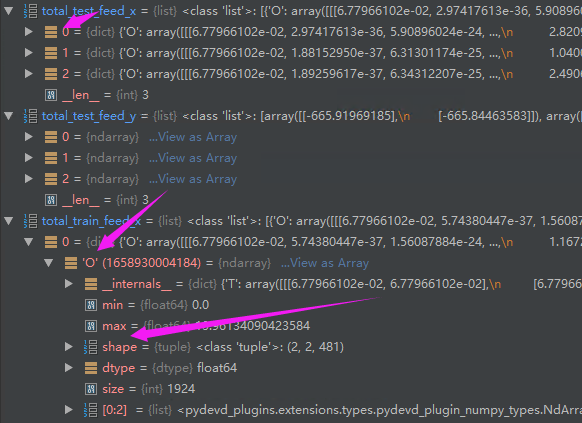 total_test_feed_x = {list} <class 'list'>: [{'O': array([[[6.77966102e-02, 2.97417613e-36, 5.908969
0 = {dict} {'O': array([[[6.77966102e-02, 2.97417613e-36, 5.90896024e-24, ...,\n 2.8209
1 = {dict} {'O': array([[[6.77966102e-02, 1.88152950e-37, 6.31301174e-25, ...,\n 1.0400
2 = {dict} {'O': array([[[6.77966102e-02, 1.89259617e-37, 6.34312207e-25, ...,\n 2.4906
__len__ = {int} 3
total_test_feed_y = {list} <class 'list'>: [array([[-665.91969185],\n [-665.84463583]]), array(
0 = {ndarray} ...View as Array
1 = {ndarray} ...View as Array
2 = {ndarray} ...View as Array
__len__ = {int} 3
total_train_feed_x = {list} <class 'list'>: [{'O': array([[[6.77966102e-02, 5.74380447e-37, 1.56087
0 = {dict} {'O': array([[[6.77966102e-02, 5.74380447e-37, 1.56087884e-24, ...,\n 1.1672
'O' (1658930004184) = {ndarray} ...View as Array
__internals__ = {dict} {'T': array([[[6.77966102e-02, 6.77966102e-02],\n [6.77966
min = {float64} 0.0
max = {float64} .96134090423584
shape = {tuple} <class 'tuple'>: (2, 2, 481)
dtype = {dtype} float64
size = {int} 1924
[0:2] = {list} <pydevd_plugins.extensions.types.pydevd_plugin_numpy_types.NdArra